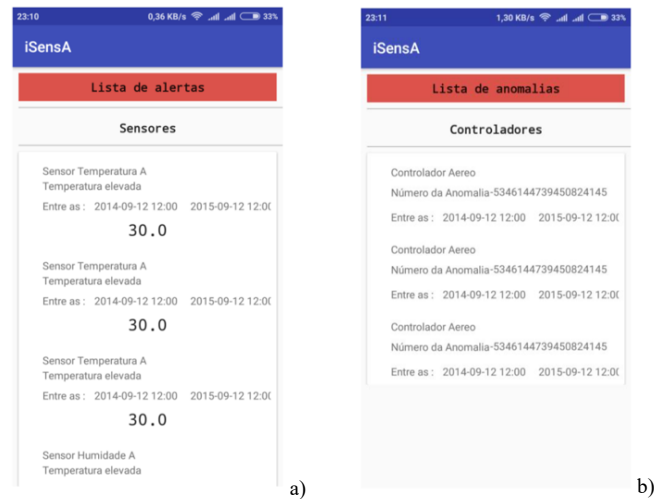 23:10 0,36 KB/s 33%
iSensA
Lista de alertas
Sensores
Sensor Temperatura A
Temperatura elevada
Entre as : 2014-09-12 12:00 2015-09-12 12:0(
30.0
Sensor Temperatura A
Temperatura elevada
Entre as : 2014-09-12 12:00 2015-09-12 12:0(
30.0
Sensor Temperatura A
Temperatura elevada
Entre as : 2014-09-12 12:00 2015-09-12 12:0(
30.0
Sensor Humidade A
Temperatura elevada
a)
23:11 1,30 KB/s 33%
iSensA
Lista de anomalias
Controladores
Controlador Aereo
Número da Anomalia-5346144739450824145
Entre as : 2014-09-12 12:00 2015-09-12 12:0(
Controlador Aereo
Número da Anomalia-5346144739450824145
Entre as : 2014-09-12 12:00 2015-09-12 12:0(
Controlador Aereo
Número da Anomalia-5346144739450824145
Entre as : 2014-09-12 12:00 2015-09-12 12:0(
b)